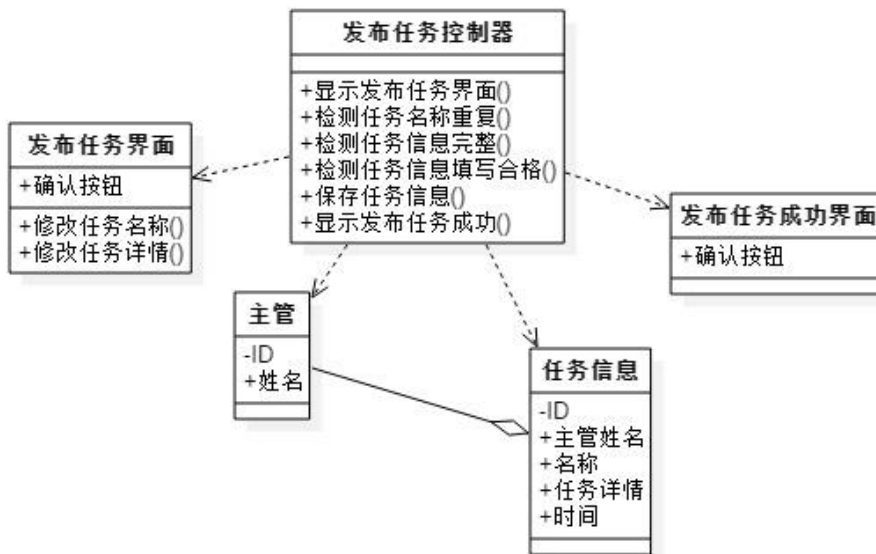 发布任务控制器
+显示发布任务界面()
+检测任务名称重复()
+检测任务信息完整()
+检测任务信息填写合格()
+保存任务信息()
+显示发布任务成功()
发布任务界面
+确认按钮
+修改任务名称()
+修改任务详情()
发布任务成功界面
+确认按钮
主管
-ID
+姓名
任务信息
-ID
+主管姓名
+名称
+任务详情
+时间